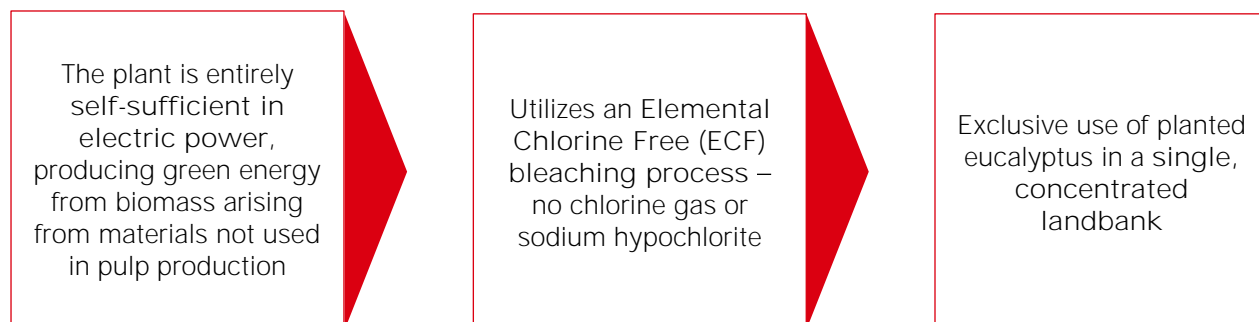 The plant is entirely
self-sufficient in
electric power,
producing green energy
from biomass arising
from materials not used
in pulp production
Utilizes an Elemental
Chlorine Free (ECF)
bleaching process –
no chlorine gas or
sodium hypochlorite
Exclusive use of planted
eucalyptus in a single,
concentrated
landbank